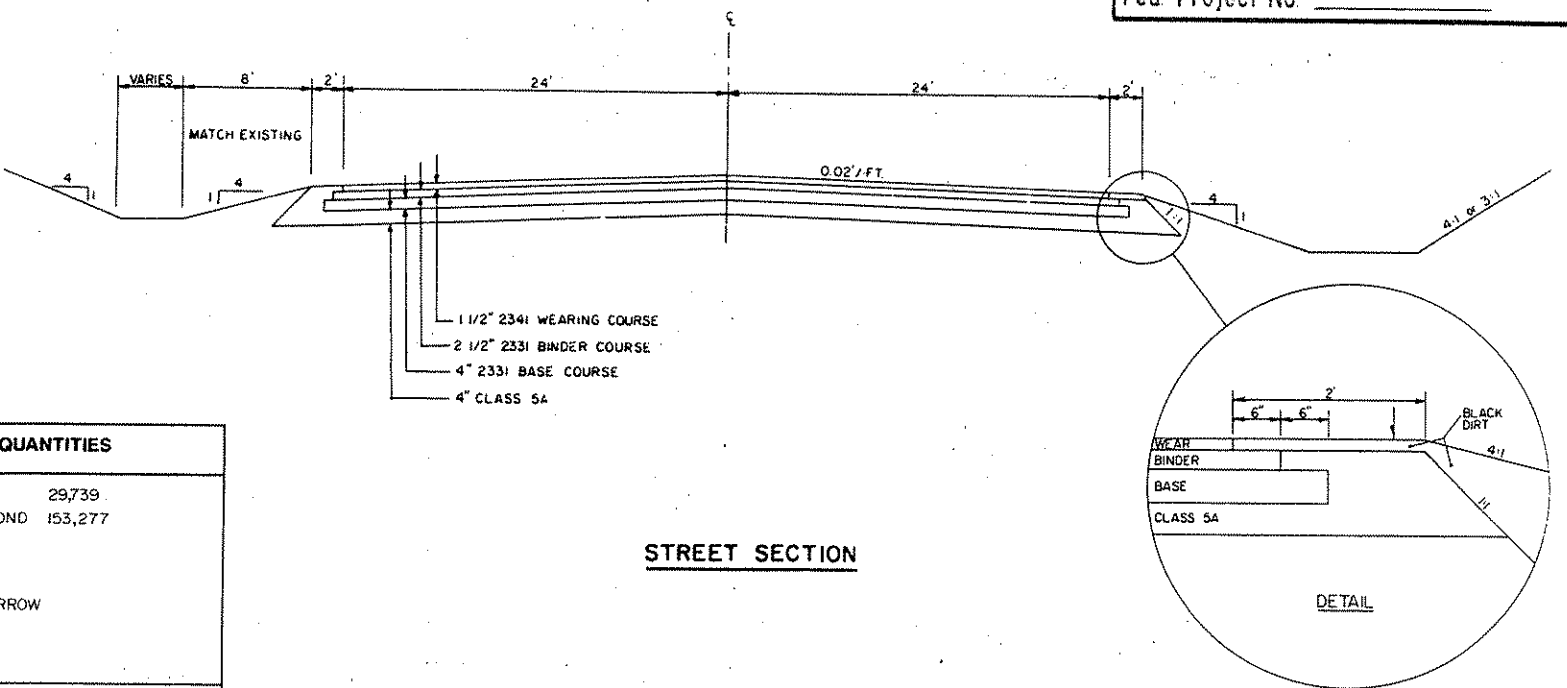 Fed. Project No.
℄
VARIES 8' 2' 24' 24' 2'
MATCH EXISTING
0.02'/FT.
4
1
4
1
4
1
1:1
4:1 or 3:1
1 1/2" 2341 WEARING COURSE
2 1/2" 2331 BINDER COURSE
4" 2331 BASE COURSE
4" CLASS 5A
QUANTITIES
29,739
OND 153,277
RROW
STREET SECTION
2'
6" 6"
BLACK
DIRT
WEAR
4:1
BINDER
BASE
1:1
CLASS 5A
DETAIL